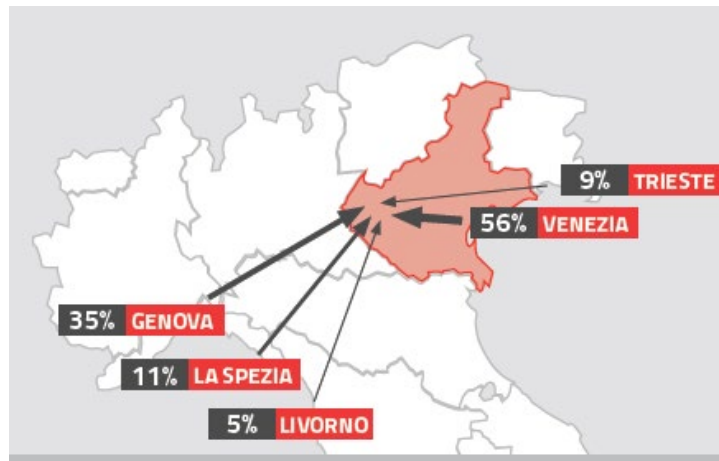 9% TRIESTE
56% VENEZIA
35% GENOVA
11% LA SPEZIA
5% LIVORNO